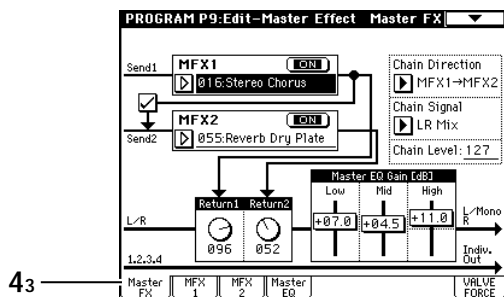 PROGRAM P9:Edit-Master Effect Master FX
Send1
MFX1 ON
016:Stereo Chorus
Send2
MFX2 ON
055:Reverb Dry Plate
Chain Direction
MFX1→MFX2
Chain Signal
LR Mix
Chain Level: 127
Return1 Return2
096 052
Master EQ Gain [dB]
Low Mid High
+07.0 +04.5 +11.0
L/R
L/Mono
R
1.2.3.4
Indiv.
Out
43
Master FX
MFX 1
MFX 2
Master EQ
VALVE FORCE